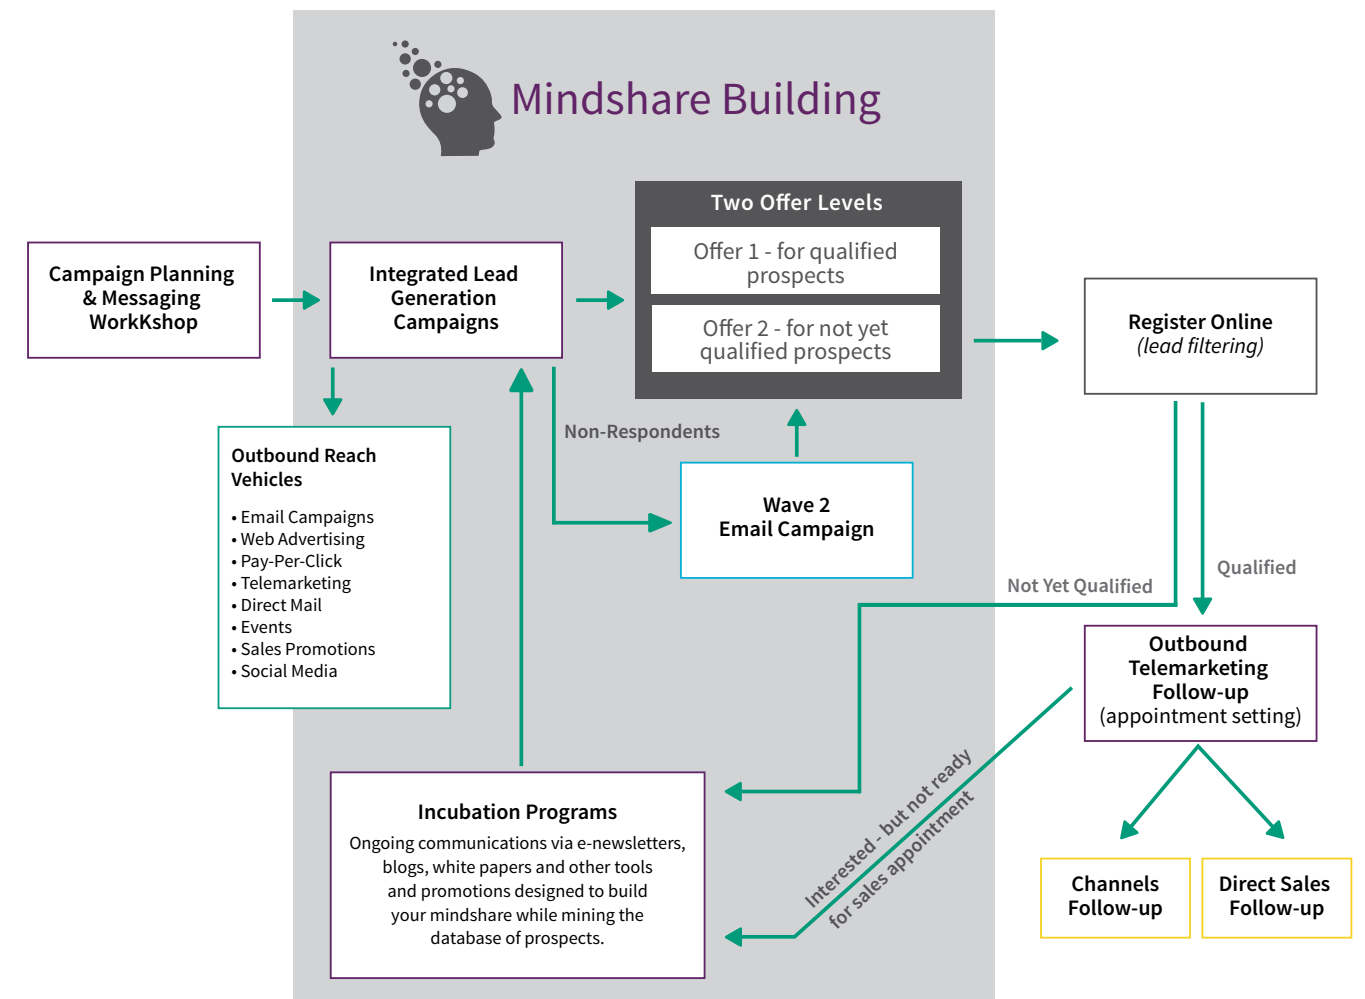 Mindshare Building
Two Offer Levels
Offer 1 - for qualified
prospects
Offer 2 - for not yet
qualified prospects
Campaign Planning
& Messaging
WorkKshop
Integrated Lead
Generation
Campaigns
Register Online
(lead filtering)
Non-Respondents
Outbound Reach
Vehicles
• Email Campaigns
• Web Advertising
• Pay-Per-Click
• Telemarketing
• Direct Mail
• Events
• Sales Promotions
• Social Media
Wave 2
Email Campaign
Not Yet Qualified
Qualified
Outbound
Telemarketing
Follow-up
(appointment setting)
Interested - but not ready
for sales appointment
Incubation Programs
Ongoing communications via e-newsletters,
blogs, white papers and other tools
and promotions designed to build
your mindshare while mining the
database of prospects.
Channels
Follow-up
Direct Sales
Follow-up